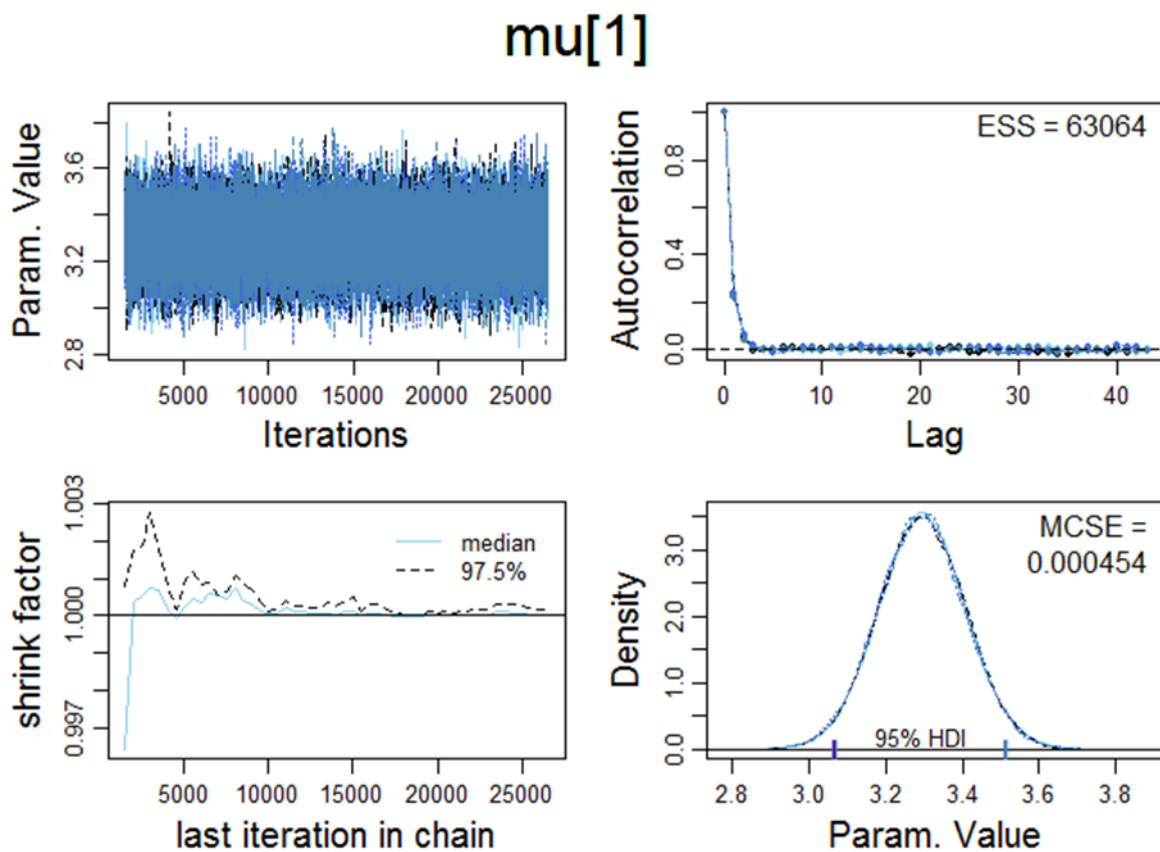 mu[1]
Param. Value
3.6
3.2
2.8
5000 10000 15000 20000 25000
Iterations
Autocorrelation
0.8
0.4
0.0
ESS = 63064
0 10 20 30 40
Lag
shrink factor
1.003
1.000
0.997
median
97.5%
5000 10000 15000 20000 25000
last iteration in chain
Density
3.0
2.0
1.0
0.0
MCSE =
0.000454
95% HDI
2.8 3.0 3.2 3.4 3.6 3.8
Param. Value